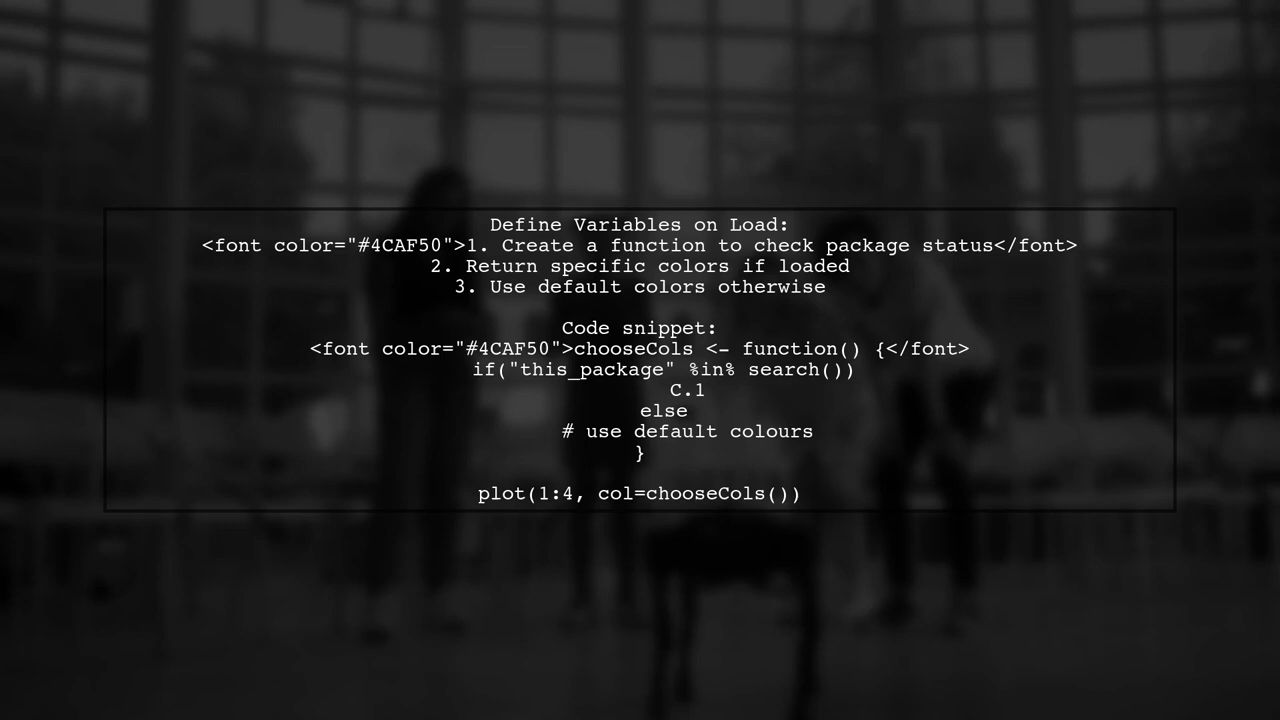 Define Variables on Load:
<font color="#4CAF50">1. Create a function to check package status</font>
2. Return specific colors if loaded
3. Use default colors otherwise
Code snippet:
<font color="#4CAF50">chooseCols <- function() {</font>
if("this_package" %in% search())
C.1
else
# use default colours
}
plot(1:4, col=chooseCols())